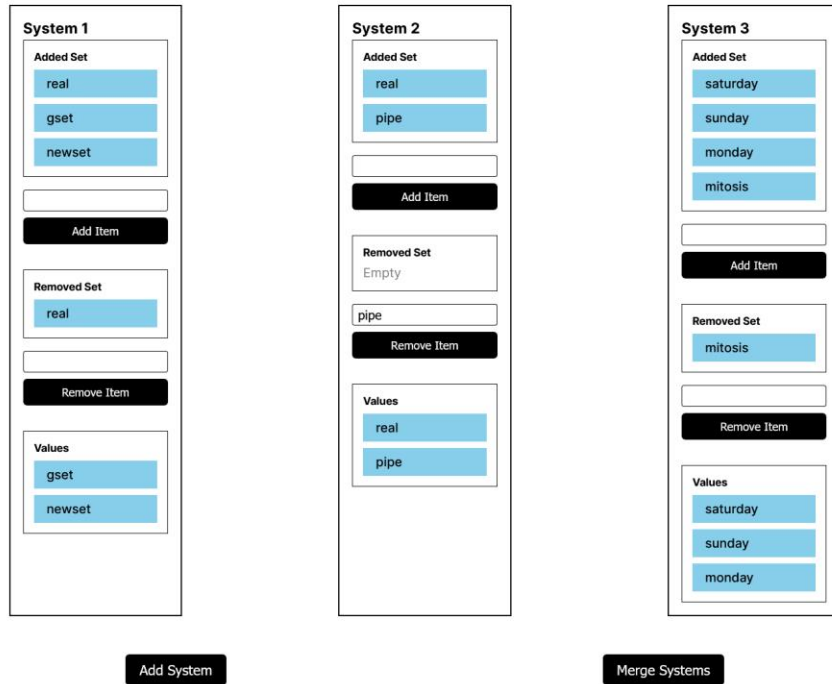 System 1
Added Set
real
gset
newset
Add Item
Removed Set
real
Remove Item
Values
gset
newset
System 2
Added Set
real
pipe
Add Item
Removed Set
Empty
pipe
Remove Item
Values
real
pipe
System 3
Added Set
saturday
sunday
monday
mitosis
Add Item
Removed Set
mitosis
Remove Item
Values
saturday
sunday
monday
Add System
Merge Systems